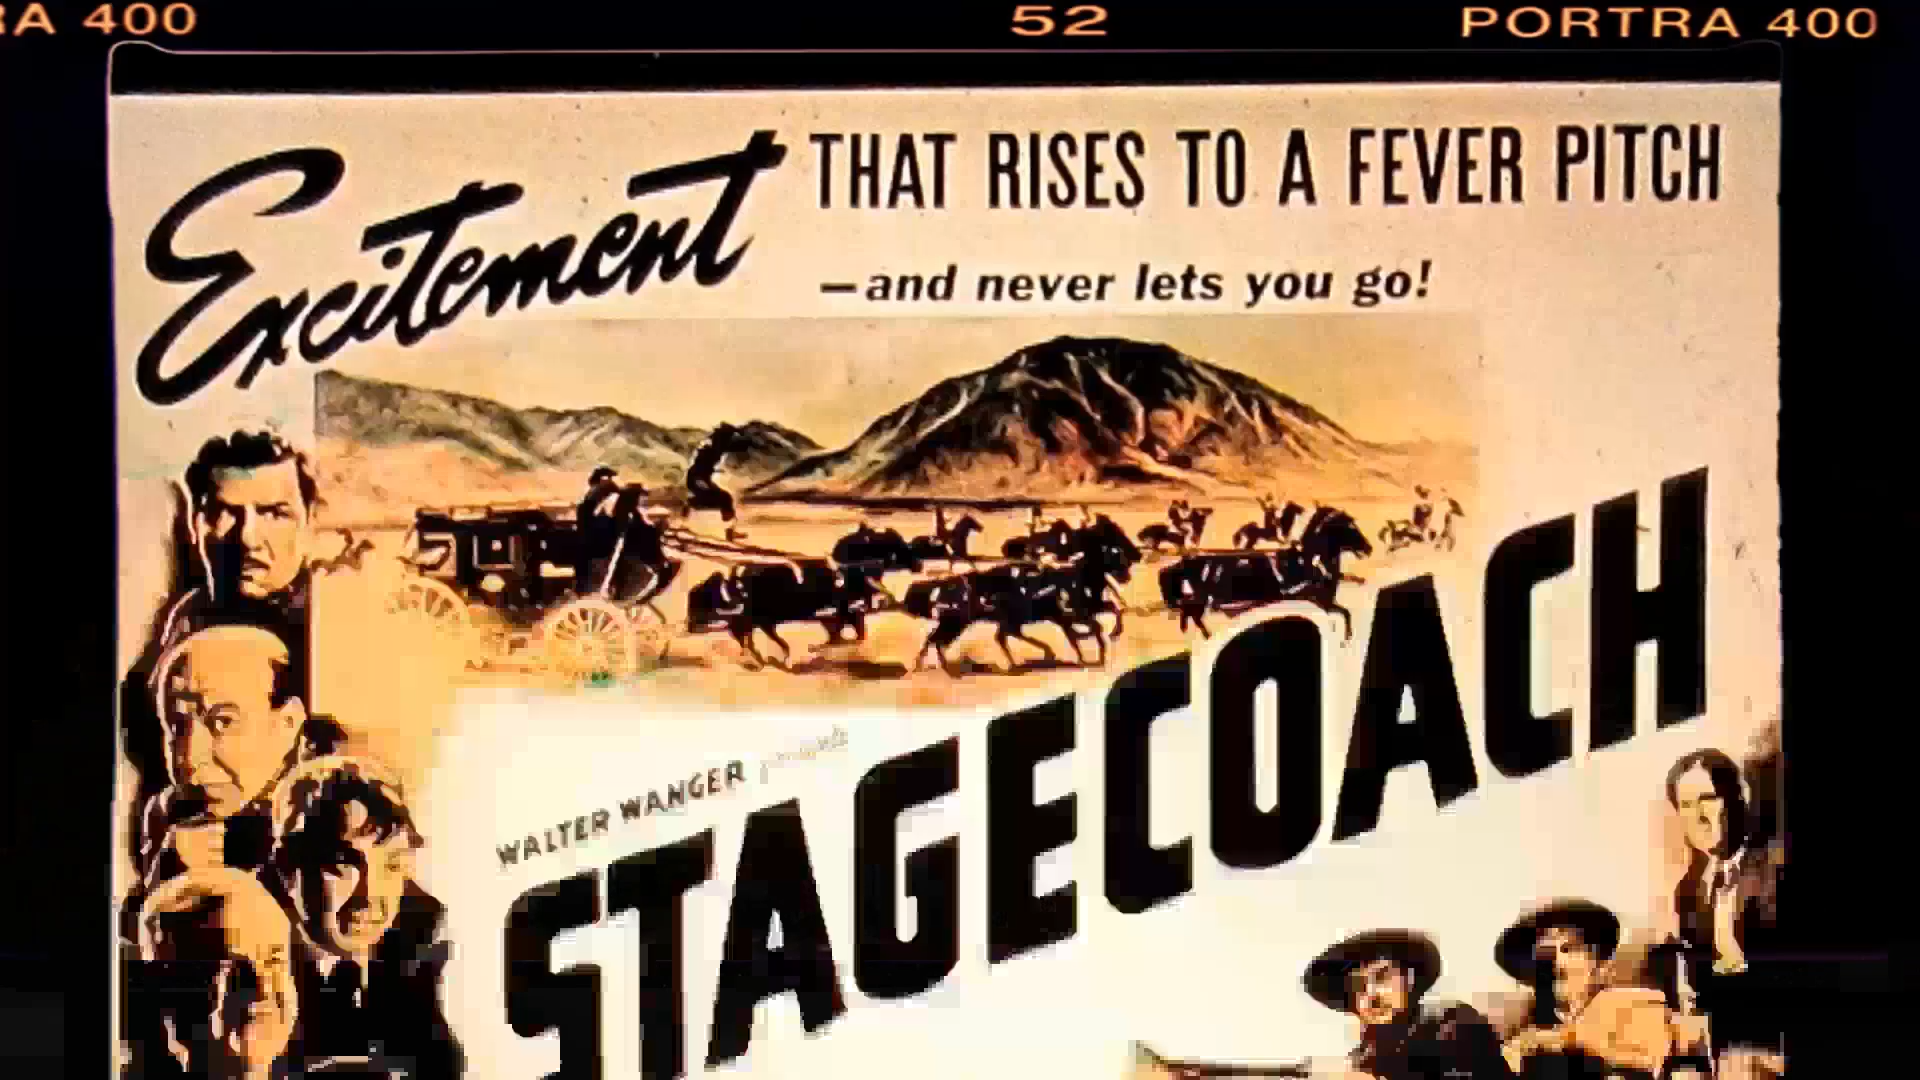 RA 400 52 PORTRA 400
Excitement THAT RISES TO A FEVER PITCH
—and never lets you go!
WALTER WANGER presents
STAGECOACH